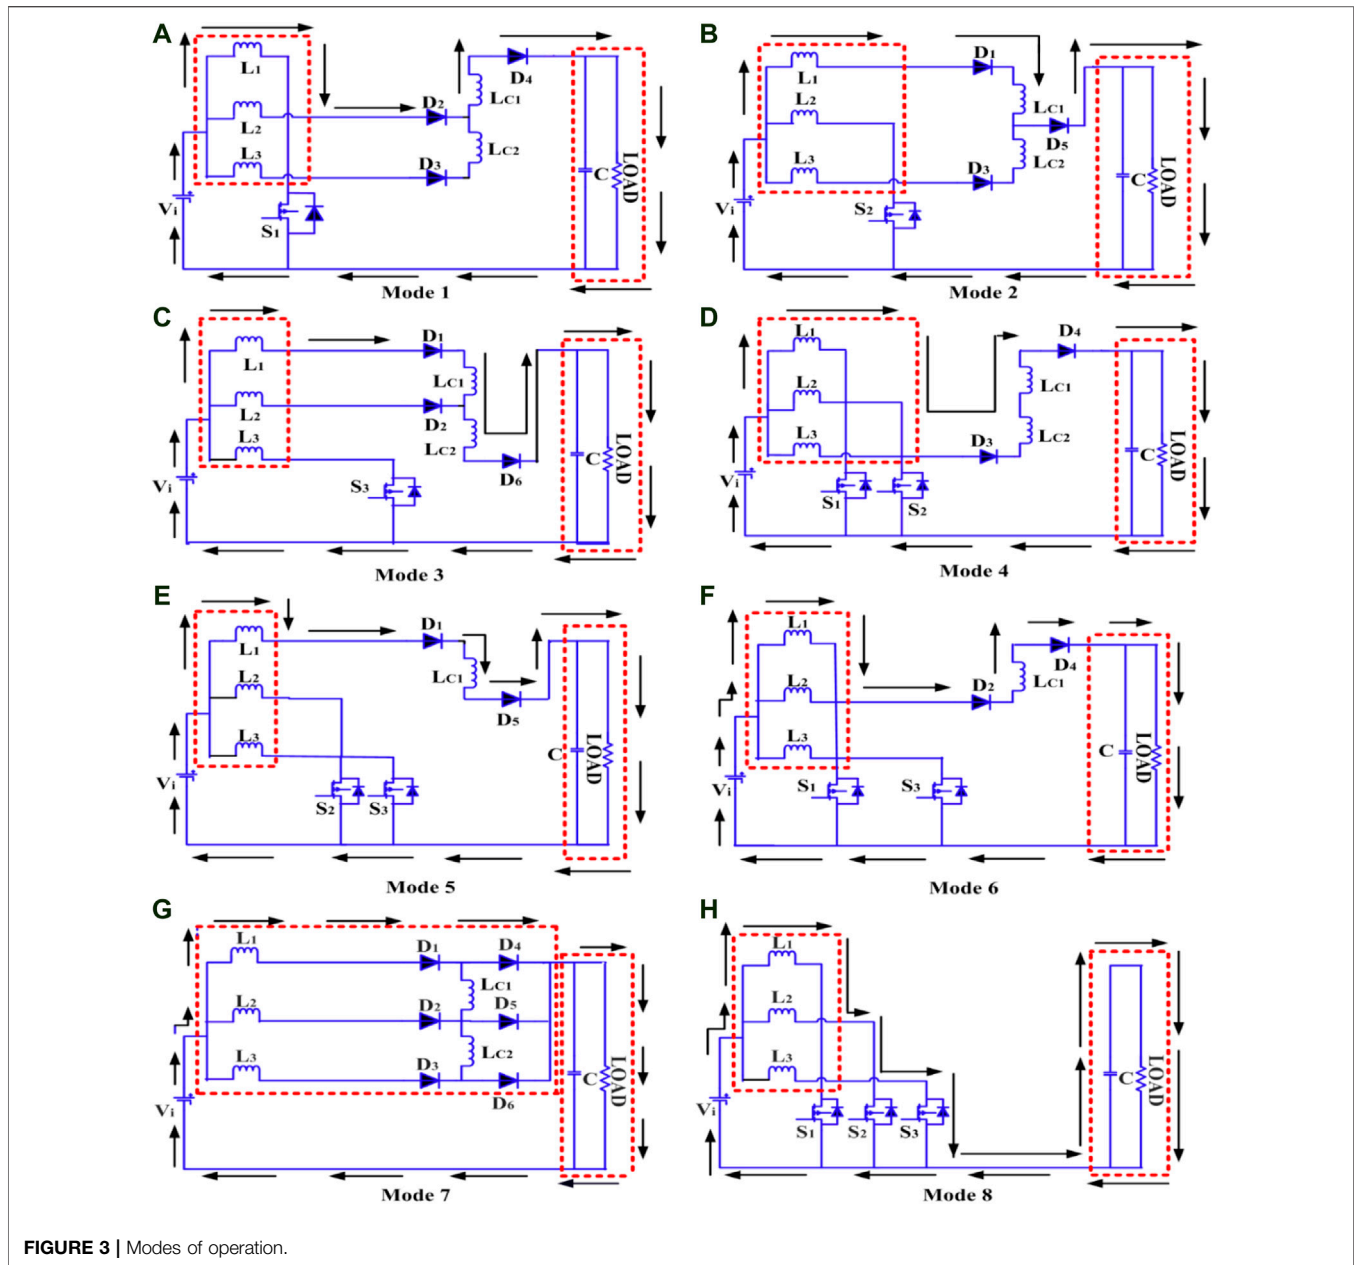 A
L1
L2
L3
Vi
S1
D2
D3
LC1
LC2
D4
C
LOAD
Mode 1
B
L1
L2
L3
Vi
S2
D1
D3
LC1
LC2
D5
C
LOAD
Mode 2
C
L1
L2
L3
Vi
S3
D1
D2
LC1
LC2
D6
C
LOAD
Mode 3
D
L1
L2
L3
Vi
S1
S2
D3
LC1
LC2
D4
C
LOAD
Mode 4
E
L1
L2
L3
Vi
S2
S3
D1
LC1
D5
C
LOAD
Mode 5
F
L1
L2
L3
Vi
S1
S3
D2
LC1
D4
C
LOAD
Mode 6
G
L1
L2
L3
Vi
D1
D2
D3
LC1
LC2
D4
D5
D6
C
LOAD
Mode 7
H
L1
L2
L3
Vi
S1
S2
S3
C
LOAD
Mode 8
FIGURE 3 | Modes of operation.